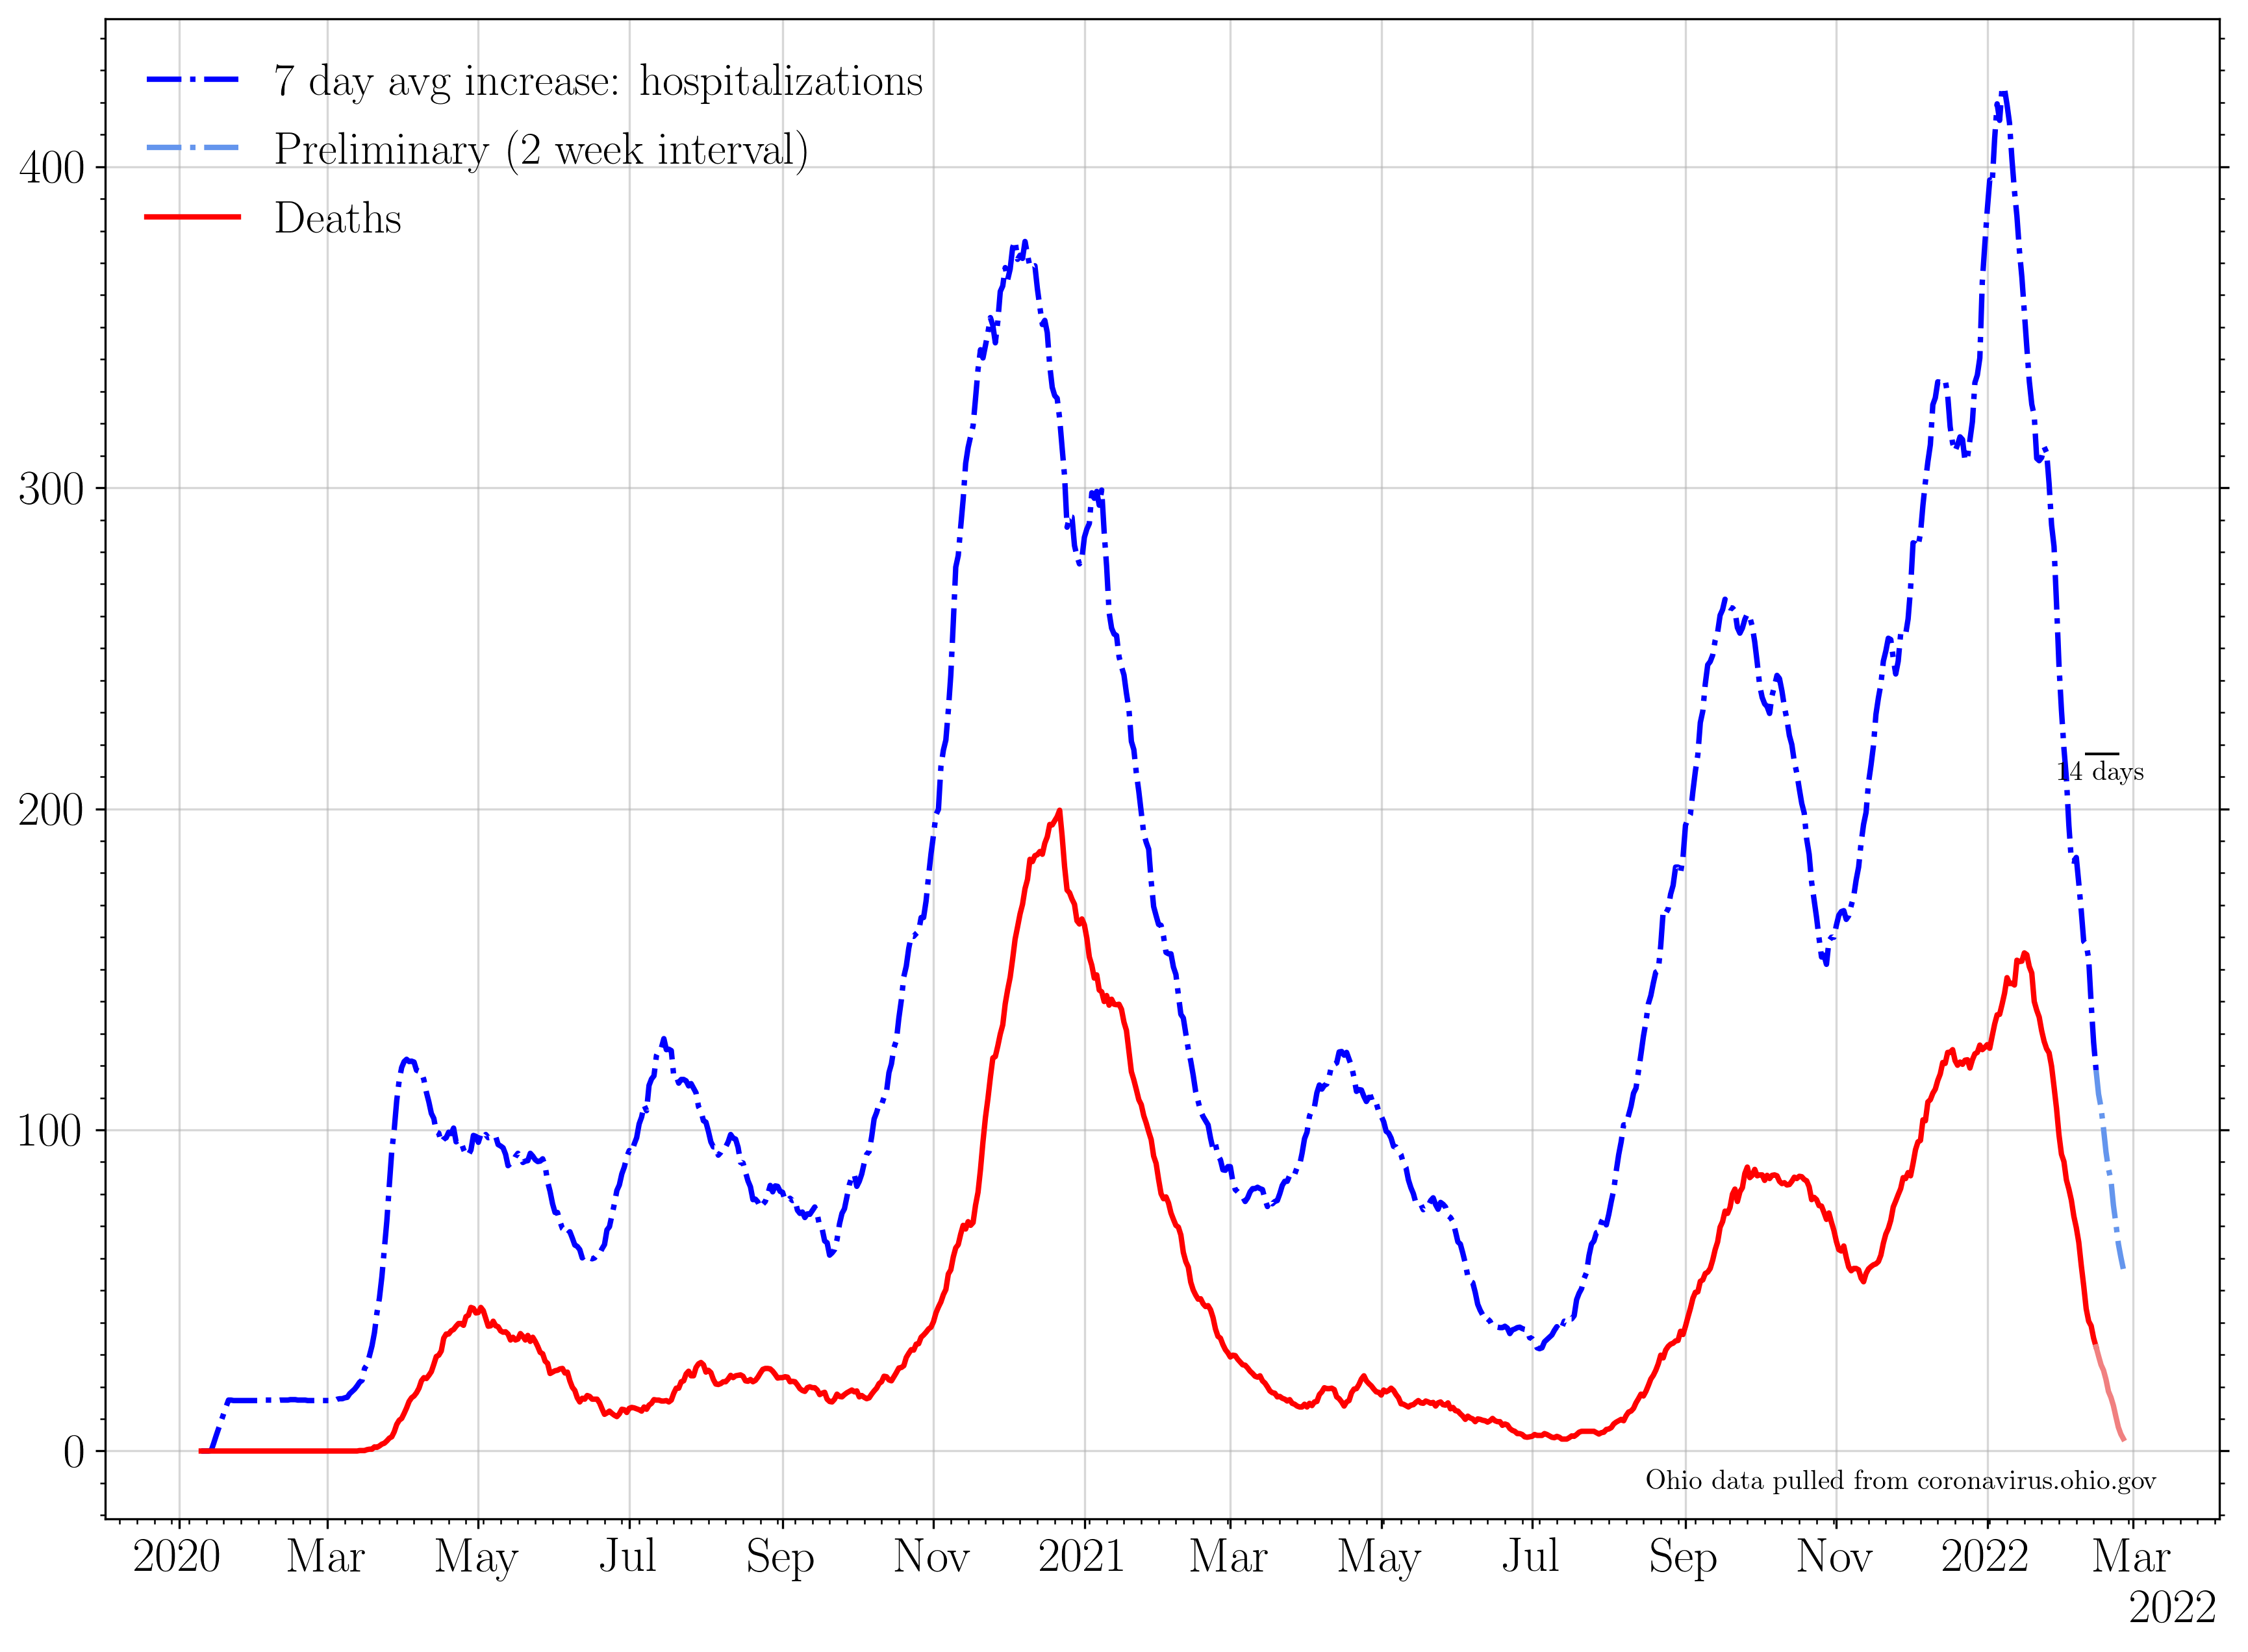 7 day avg increase: hospitalizations
Preliminary (2 week interval)
Deaths
400
300
200
100
0
14 days
Ohio data pulled from coronavirus.ohio.gov
2020 Mar May Jul Sep Nov 2021 Mar May Jul Sep Nov 2022 Mar
2022